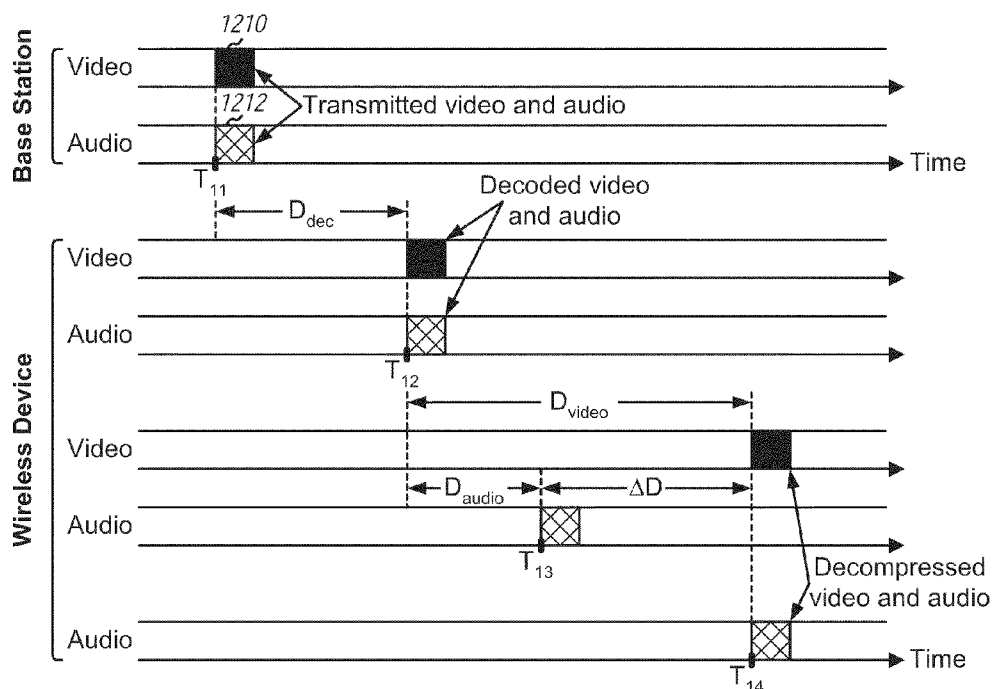 Base Station
1210
Video
Transmitted video and audio
1212
Audio
Time
T11
Ddec
Decoded video
and audio
Wireless Device
Video
Audio
T12
Dvideo
Video
Daudio
ΔD
Audio
T13
Decompressed
video and audio
Audio
Time
T14